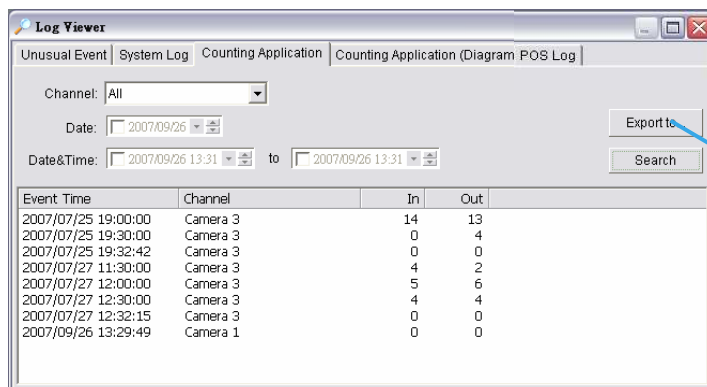 Log Viewer
Unusual Event System Log Counting Application Counting Application (Diagram POS Log
Channel: All
Date: 2007/09/26
Export to...
Date&Time: 2007/09/26 13:31 to 2007/09/26 13:31
Search
Event Time Channel In Out
2007/07/25 19:00:00 Camera 3 14 13
2007/07/25 19:30:00 Camera 3 0 4
2007/07/25 19:32:42 Camera 3 0 0
2007/07/27 11:30:00 Camera 3 4 2
2007/07/27 12:00:00 Camera 3 5 6
2007/07/27 12:30:00 Camera 3 4 4
2007/07/27 12:32:15 Camera 3 0 0
2007/09/26 13:29:49 Camera 1 0 0